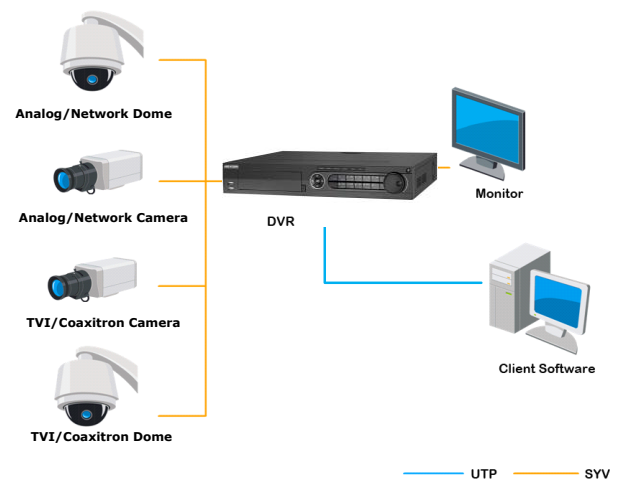 Analog/Network Dome
Analog/Network Camera
TVI/Coaxitron Camera
TVI/Coaxitron Dome
DVR
Monitor
Client Software
UTP
SYV